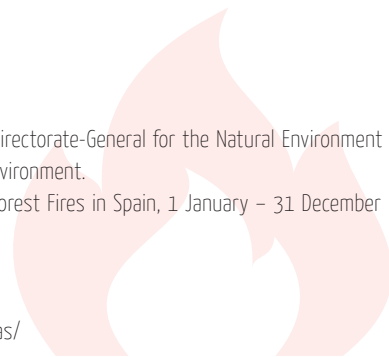 irectorate-General for the Natural Environment
vironment.
orest Fires in Spain, 1 January – 31 December
as/